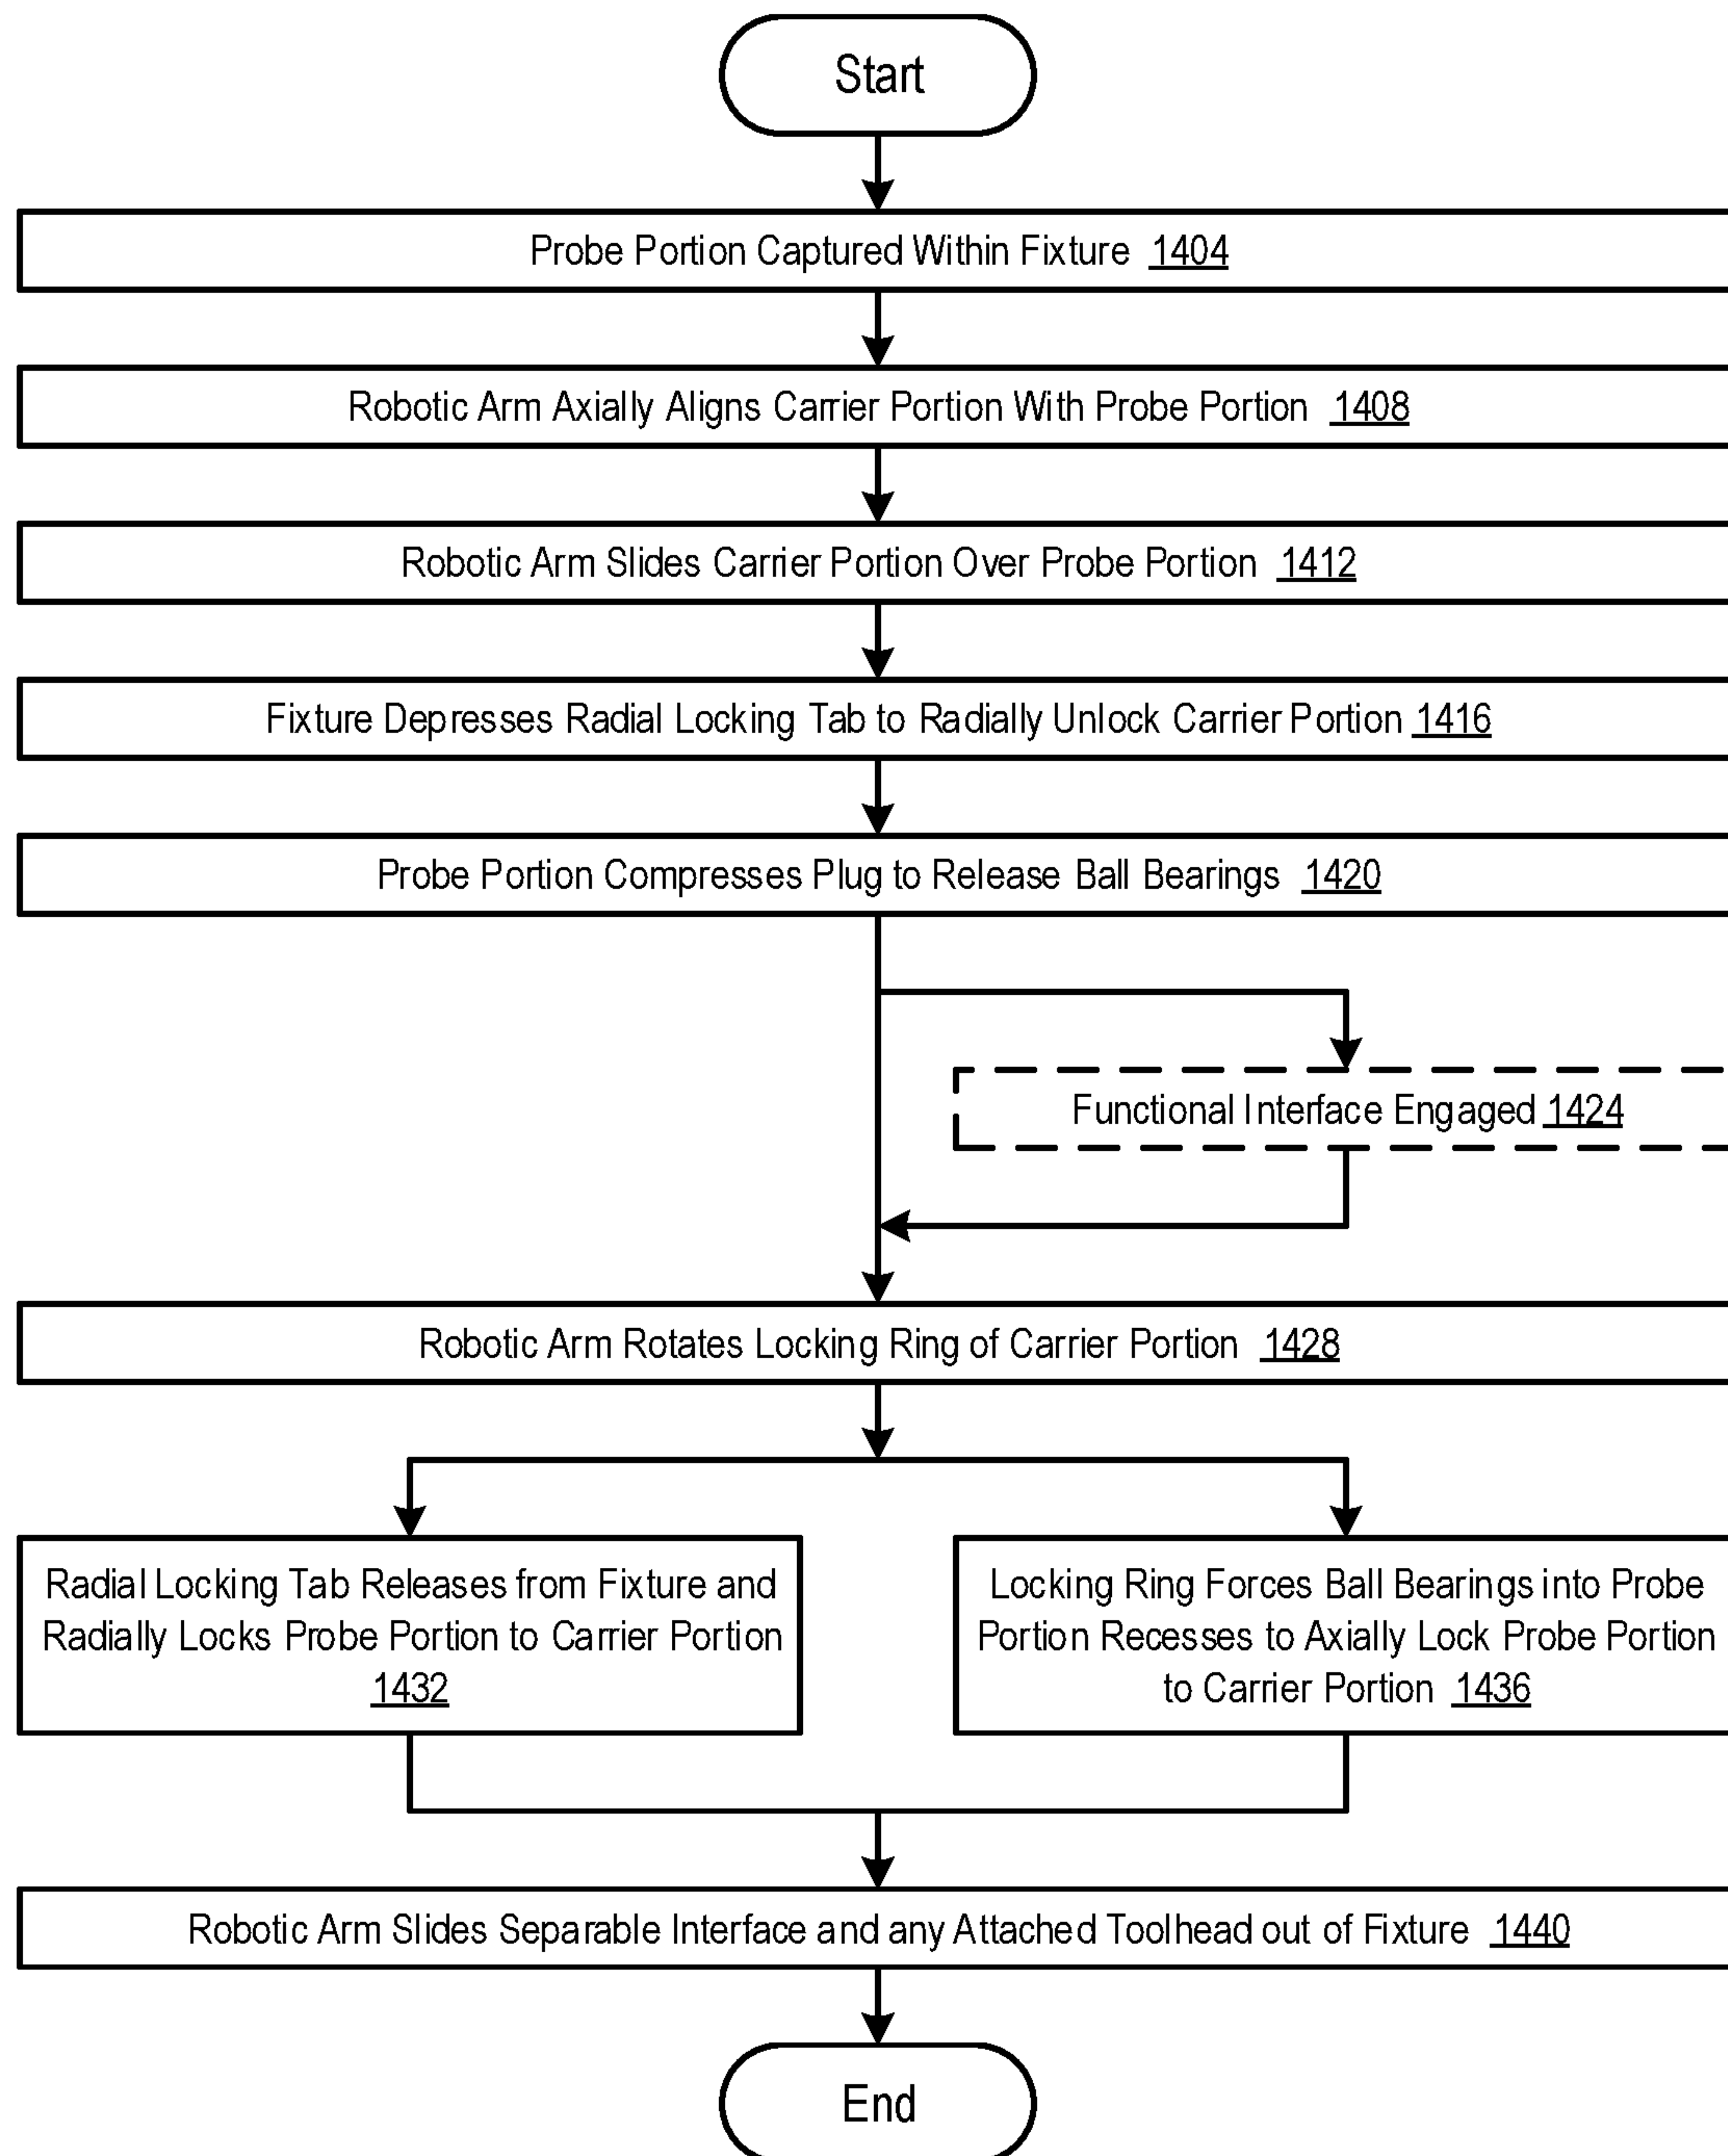 Start
Probe Portion Captured Within Fixture 1404
Robotic Arm Axially Aligns Carrier Portion With Probe Portion 1408
Robotic Arm Slides Carrier Portion Over Probe Portion 1412
Fixture Depresses Radial Locking Tab to Radially Unlock Carrier Portion 1416
Probe Portion Compresses Plug to Release Ball Bearings 1420
Functional Interface Engaged 1424
Robotic Arm Rotates Locking Ring of Carrier Portion 1428
Radial Locking Tab Releases from Fixture and
Radially Locks Probe Portion to Carrier Portion
1432
Locking Ring Forces Ball Bearings into Probe
Portion Recesses to Axially Lock Probe Portion
to Carrier Portion 1436
Robotic Arm Slides Separable Interface and any Attached Toolhead out of Fixture 1440
End